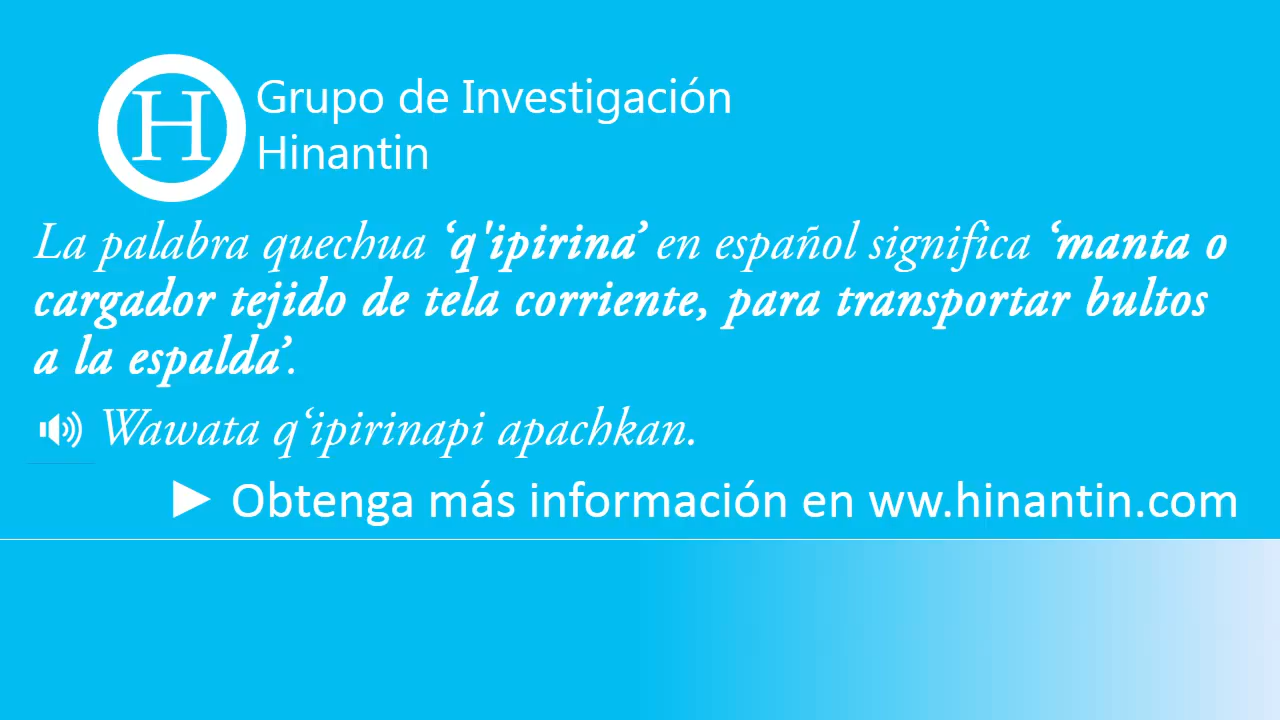 H
Grupo de Investigación
Hinantin
La palabra quechua ‘q'ipirina’ en español significa ‘manta o
cargador tejido de tela corriente, para transportar bultos
a la espalda’.
Wawata q‘ipirinapi apachkan.
► Obtenga más información en ww.hinantin.com